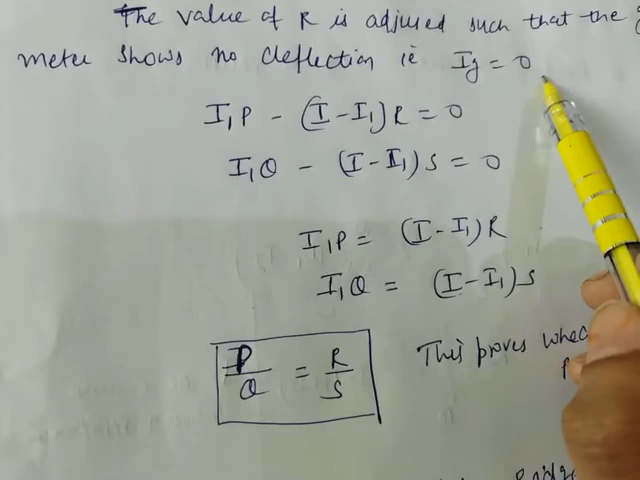 The value of R is adjused such that the
meter shows no deflection ie Ig = 0
I₁P - (I-I₁)R = 0
I₁Q - (I-I₁)S = 0
I₁P = (I-I₁)R
I₁Q = (I-I₁)S
P/Q = R/S
This proves